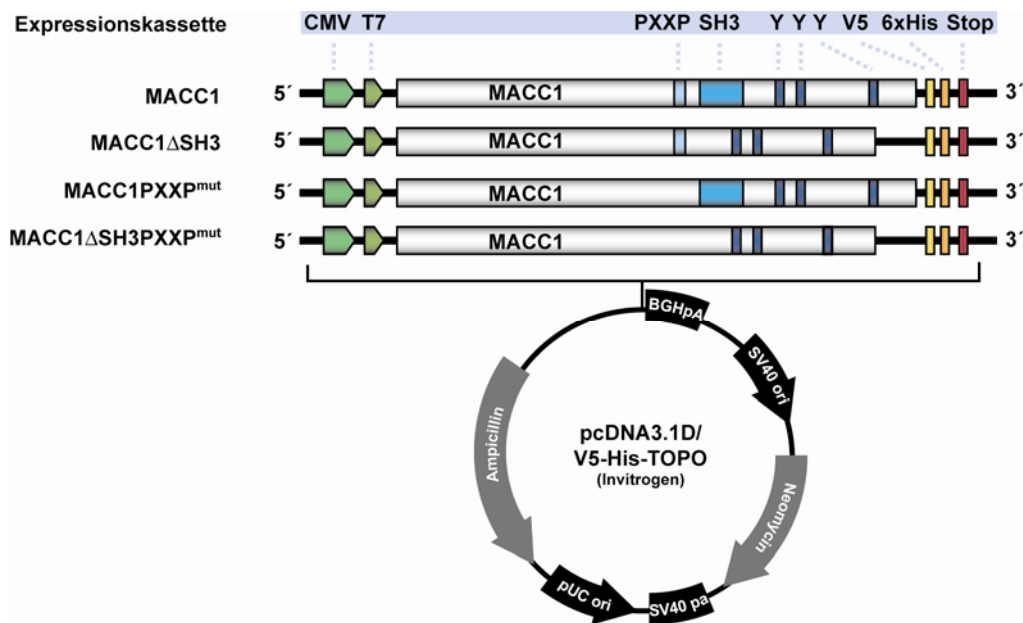 Expressionskassette CMV T7 PXXP SH3 Y Y Y V5 6xHis Stop
MACC1 5´ MACC1 3´
MACC1ΔSH3 5´ MACC1 3´
MACC1PXXPmut 5´ MACC1 3´
MACC1ΔSH3PXXPmut 5´ MACC1 3´
BGHpA
SV40 ori
Ampicillin
pcDNA3.1D/
V5-His-TOPO
(Invitrogen)
Neomycin
pUC ori
SV40 pa